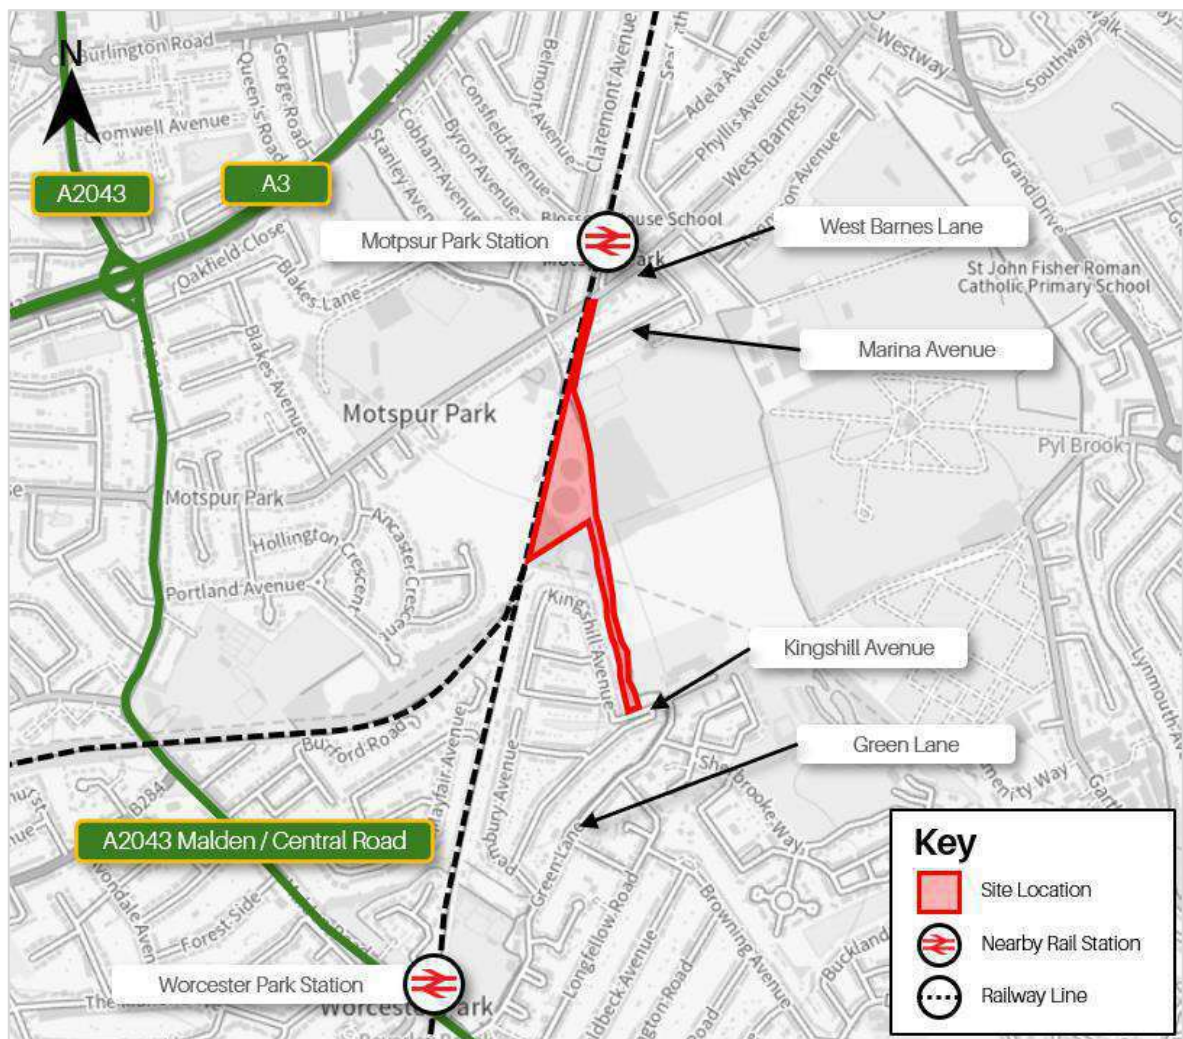 N
Burlington Road
Queen's Road
George Road
Cromwell Avenue
Stanley Avenue
Cobham Avenue
Byron Avenue
Consfield Avenue
Belmont Avenue
Claremont Avenue
Adela Avenue
Phyllis Avenue
West Barnes Lane
Westway
Southway
Walk
Grand Drive
A2043
A3
Oakfield Close
Blakes Lane
Blakes Avenue
Motpsur Park Station
West Barnes Lane
St John Fisher Roman
Catholic Primary School
Marina Avenue
Motspur Park
Pyl Brook
Motspur Park
Hollington Crescent
Ancaster Crescent
Portland Avenue
Kingshill Avenue
Kingshill Avenue
Green Lane
Burford Road
B284
Mayfair Avenue
Pembury Avenue
Green Lane
Sherbrooke Way
Browning Avenue
Longfellow Road
A2043 Malden / Central Road
Forest Side
Worcester Park Station
Key
Site Location
Nearby Rail Station
Railway Line